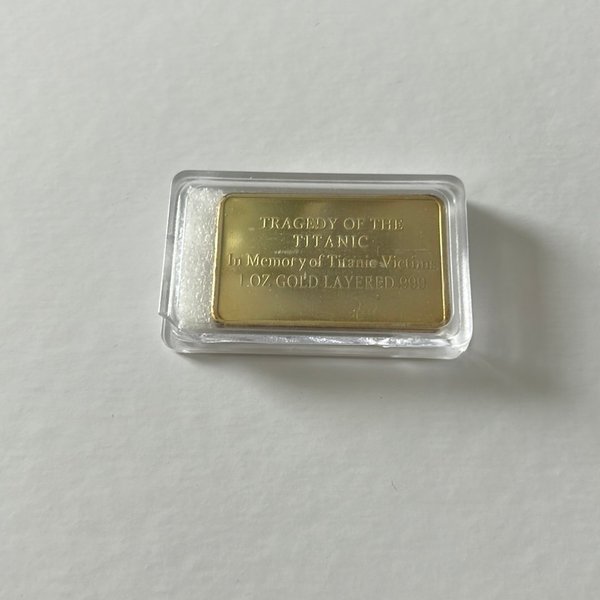 TRAGEDY OF THE
TITANIC
In Memory of Titanic Victims
1 OZ GOLD LAYERED .999